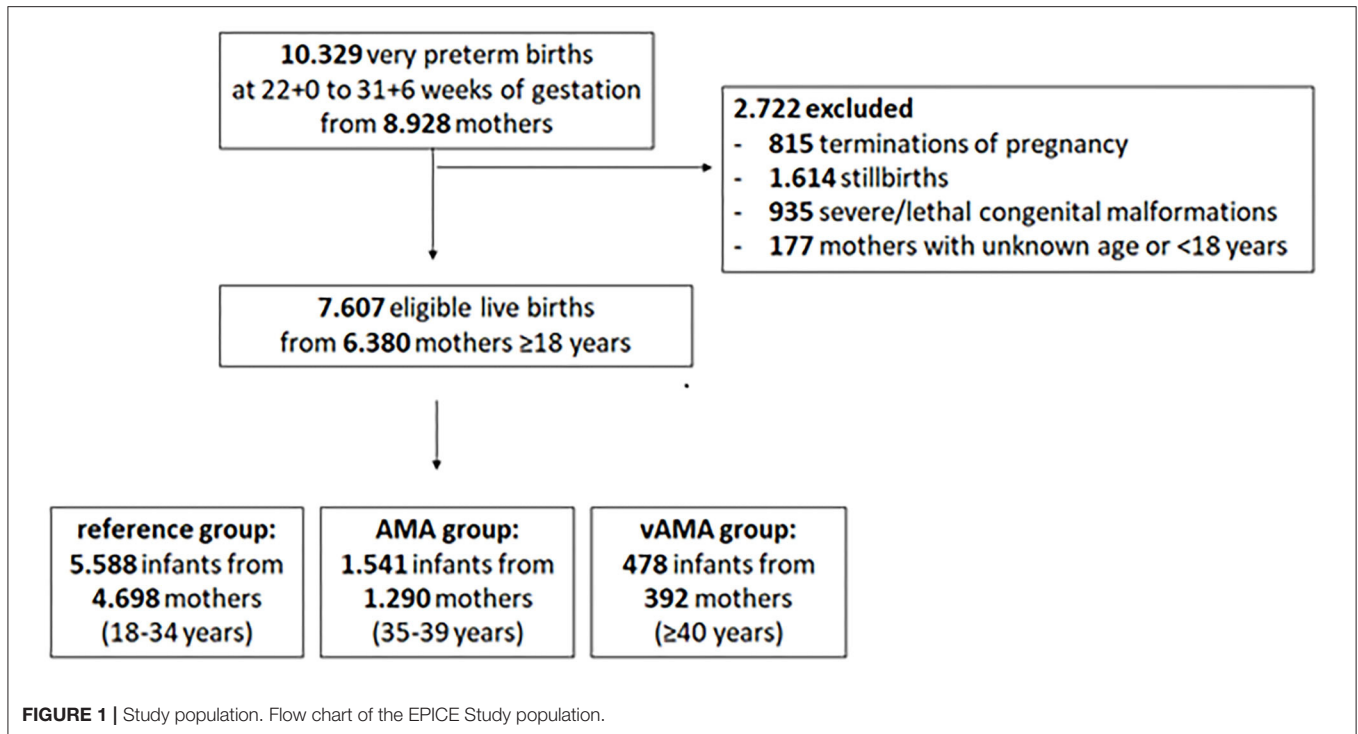 10.329 very preterm births
at 22+0 to 31+6 weeks of gestation
from 8.928 mothers
2.722 excluded
- 815 terminations of pregnancy
- 1.614 stillbirths
- 935 severe/lethal congenital malformations
- 177 mothers with unknown age or <18 years
7.607 eligible live births
from 6.380 mothers ≥18 years
reference group:
5.588 infants from
4.698 mothers
(18-34 years)
AMA group:
1.541 infants from
1.290 mothers
(35-39 years)
vAMA group:
478 infants from
392 mothers
(≥40 years)
FIGURE 1 | Study population. Flow chart of the EPICE Study population.